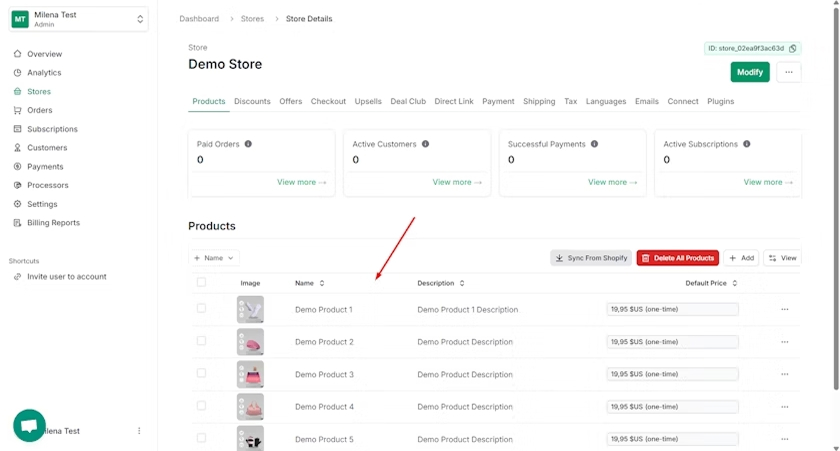 MT
Milena Test
Admin
Dashboard
Stores
Store Details
Overview
Analytics
Stores
Orders
Subscriptions
Customers
Payments
Processors
Settings
Billing Reports
Shortcuts
Invite user to account
Store
ID: store_02ea9f3ac63d
Demo Store
Modify
Products Discounts Offers Checkout Upsells Deal Club Direct Link Payment Shipping Tax Languages Emails Connect Plugins
Paid Orders
0
View more
Active Customers
0
View more
Successful Payments
0
View more
Active Subscriptions
0
View more
Products
+ Name
Sync From Shopify
Delete All Products
+ Add
View
Image Name Description Default Price
Demo Product 1 Demo Product 1 Description 19,95 $US (one-time)
Demo Product 2 Demo Product Description 19,95 $US (one-time)
Demo Product 3 Demo Product Description 19,95 $US (one-time)
Demo Product 4 Demo Product Description 19,95 $US (one-time)
Demo Product 5 Demo Product Description 19,95 $US (one-time)
ilena Test